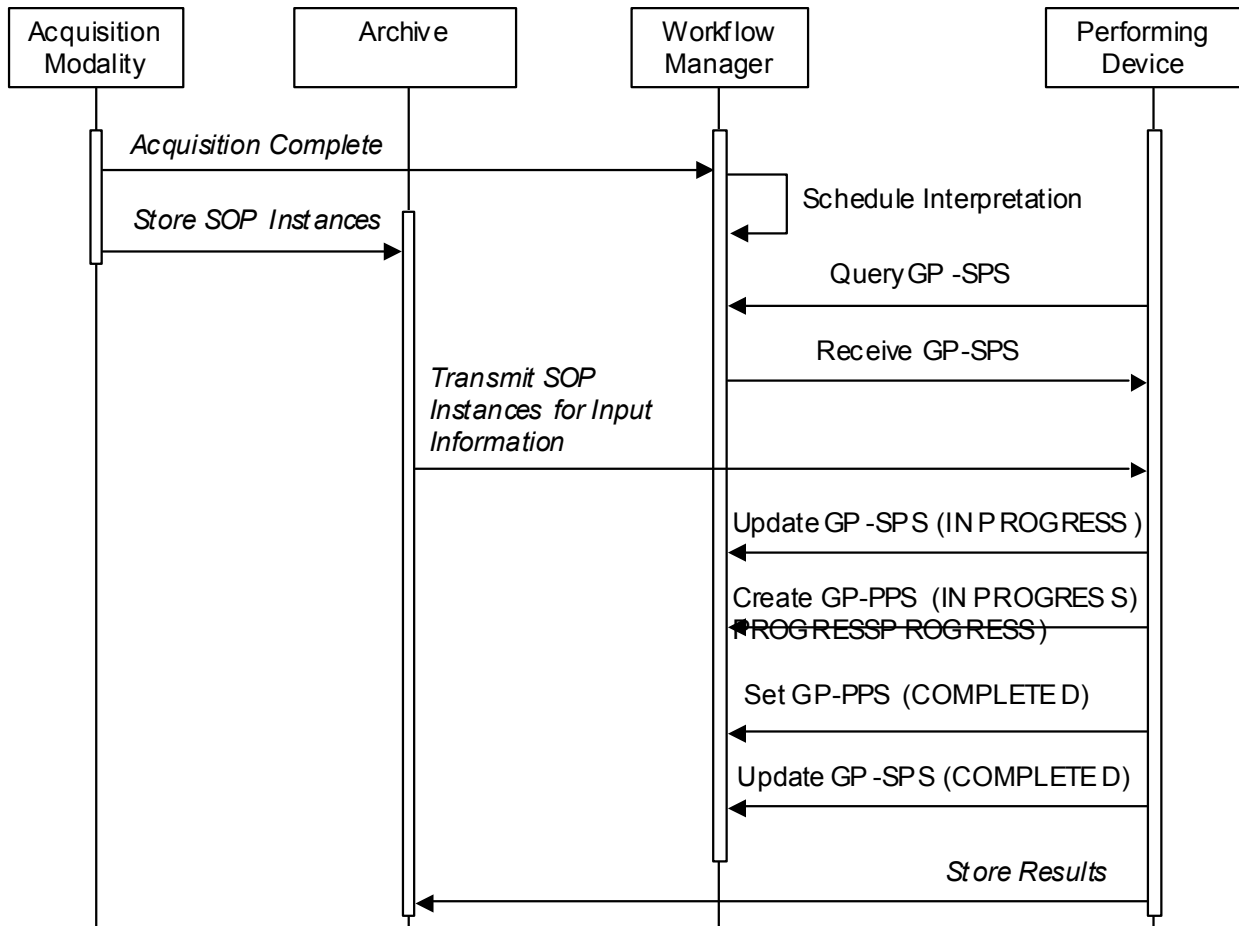 Acquisition
Modality
Archive
Workflow
Manager
Performing
Device
Acquisition Complete
Schedule Interpretation
Store SOP Instances
Query GP -SPS
Receive GP-SPS
Transmit SOP
Instances for Input
Information
Update GP -SPS (IN PROGRESS )
Create GP-PPS (IN PROGRES S)
PROGRESSP ROGRESS)
Set GP-PPS (COMPLETE D)
Update GP -SPS (COMPLETE D)
Store Results